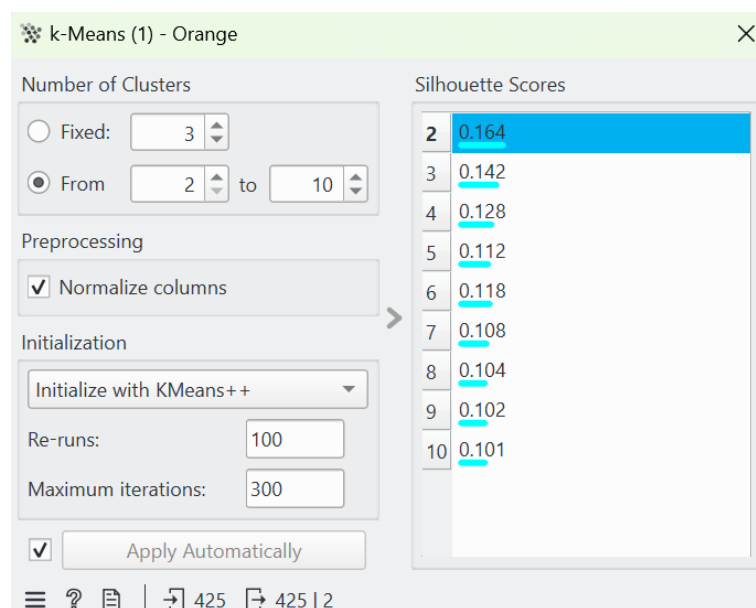 k-Means (1) - Orange
Number of Clusters
Fixed: 3
From 2 to 10
Preprocessing
Normalize columns
Initialization
Initialize with KMeans++
Re-runs: 100
Maximum iterations: 300
Apply Automatically
425 425 | 2
Silhouette Scores
2 0.164
3 0.142
4 0.128
5 0.112
6 0.118
7 0.108
8 0.104
9 0.102
10 0.101